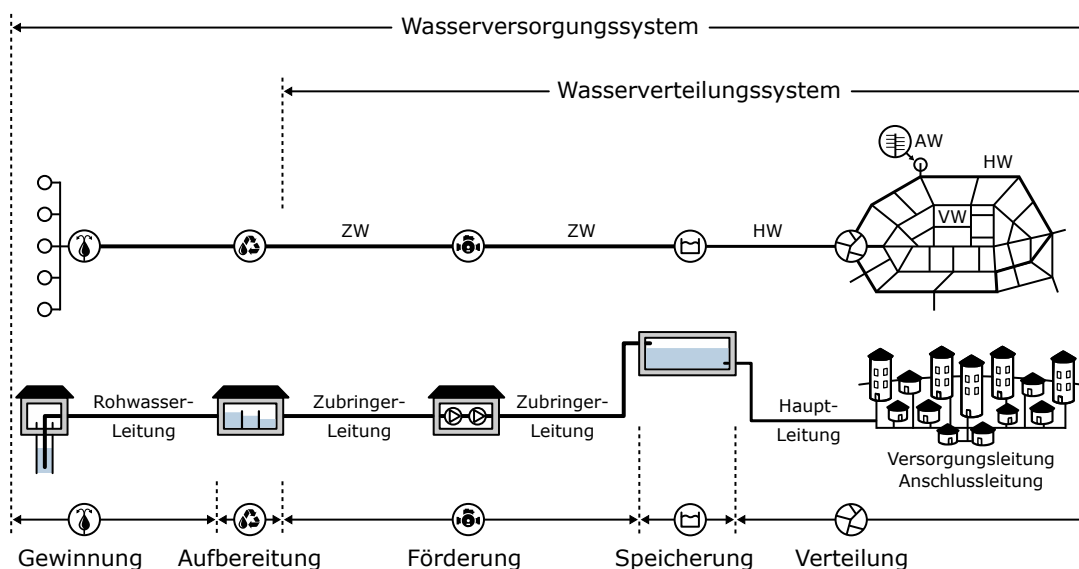 Wasserversorgungssystem
Wasserverteilungssystem
AW
HW
VW
ZW
ZW
HW
Rohwasser-
Leitung
Zubringer-
Leitung
Zubringer-
Leitung
Haupt-
Leitung
Versorgungsleitung
Anschlussleitung
Gewinnung
Aufbereitung
Förderung
Speicherung
Verteilung